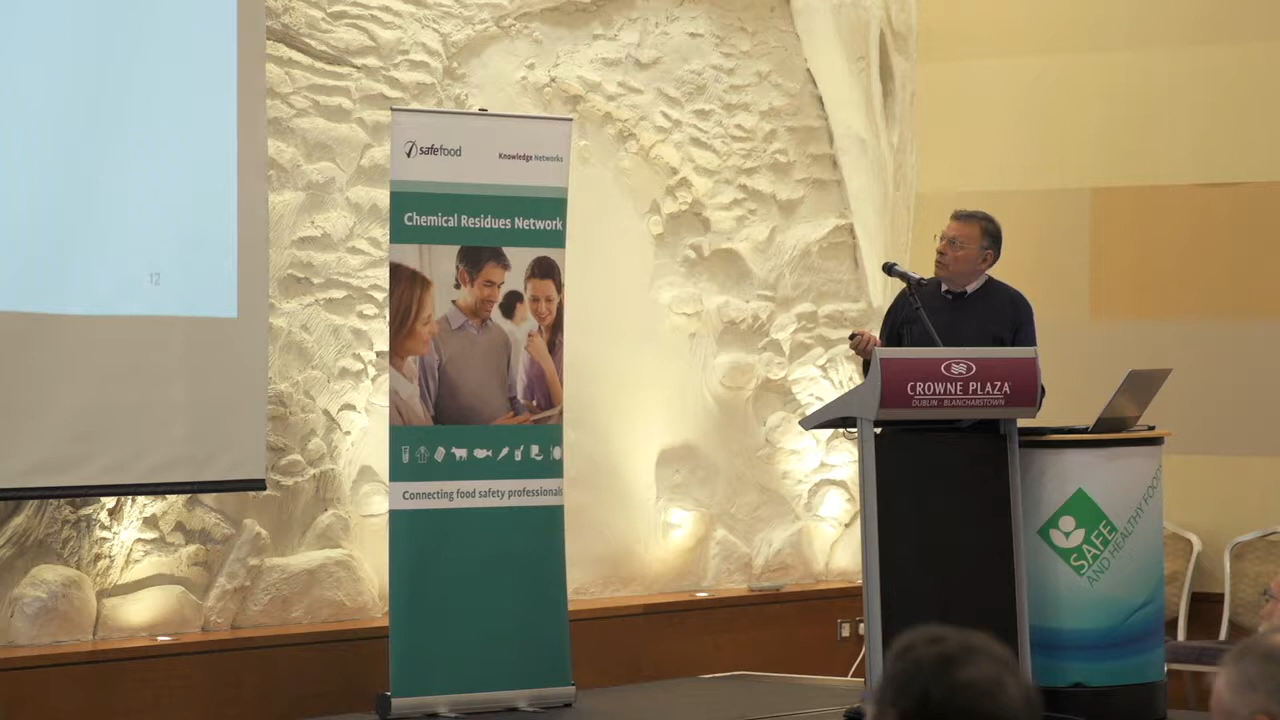 12
safefood
Knowledge Networks
Chemical Residues Network
Connecting food safety professionals
CROWNE PLAZA
DUBLIN - BLANCHARSTOWN
SAFE
AND HEALTHY FOOD